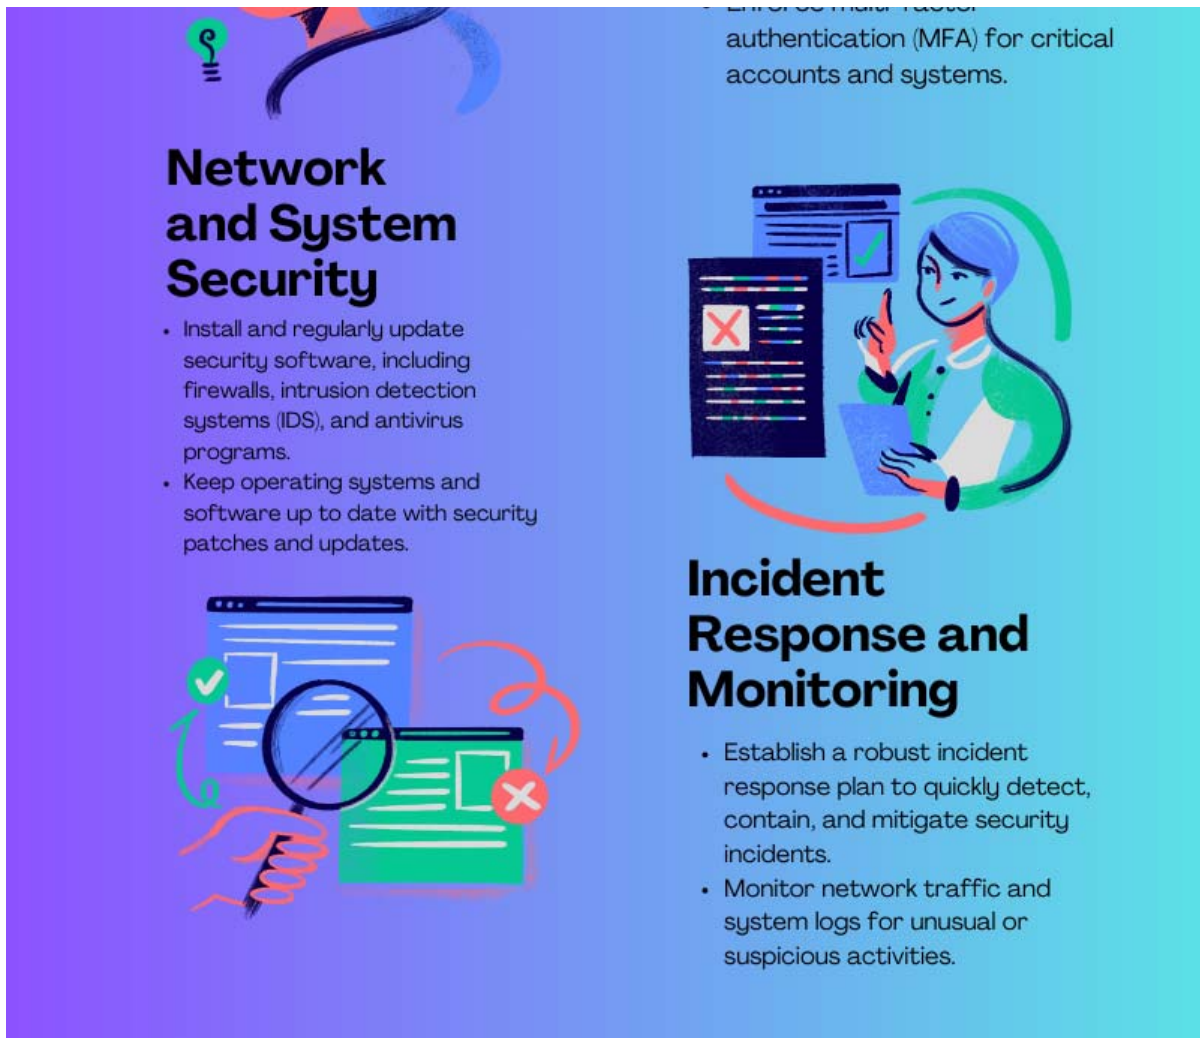 Network
and System
Security
• Install and regularly update
security software, including
firewalls, intrusion detection
systems (IDS), and antivirus
programs.
• Keep operating systems and
software up to date with security
patches and updates.
• Enforce multi-factor
authentication (MFA) for critical
accounts and systems.
Incident
Response and
Monitoring
• Establish a robust incident
response plan to quickly detect,
contain, and mitigate security
incidents.
• Monitor network traffic and
system logs for unusual or
suspicious activities.